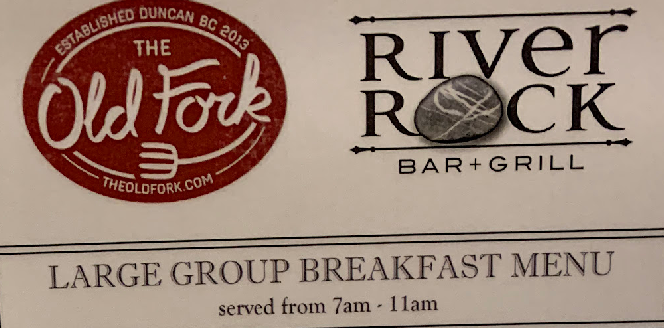 ESTABLISHED DUNCAN BC 2013
THE
Old Fork
THEOLDFORK.COM
RIVer
ROCK
BAR+GRILL
LARGE GROUP BREAKFAST MENU
served from 7am - 11am